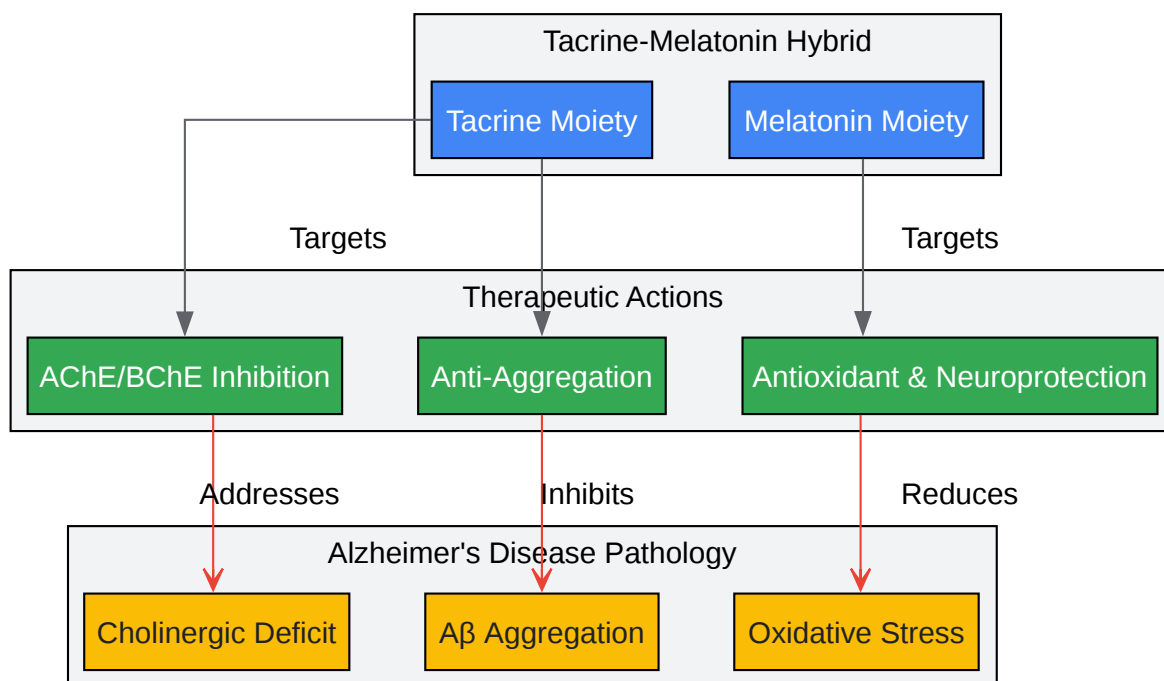 Tacrine-Melatonin Hybrid
Tacrine Moiety
Melatonin Moiety
Targets
Targets
Therapeutic Actions
AChE/BChE Inhibition
Anti-Aggregation
Antioxidant & Neuroprotection
Addresses
Inhibits
Reduces
Alzheimer's Disease Pathology
Cholinergic Deficit
Aβ Aggregation
Oxidative Stress